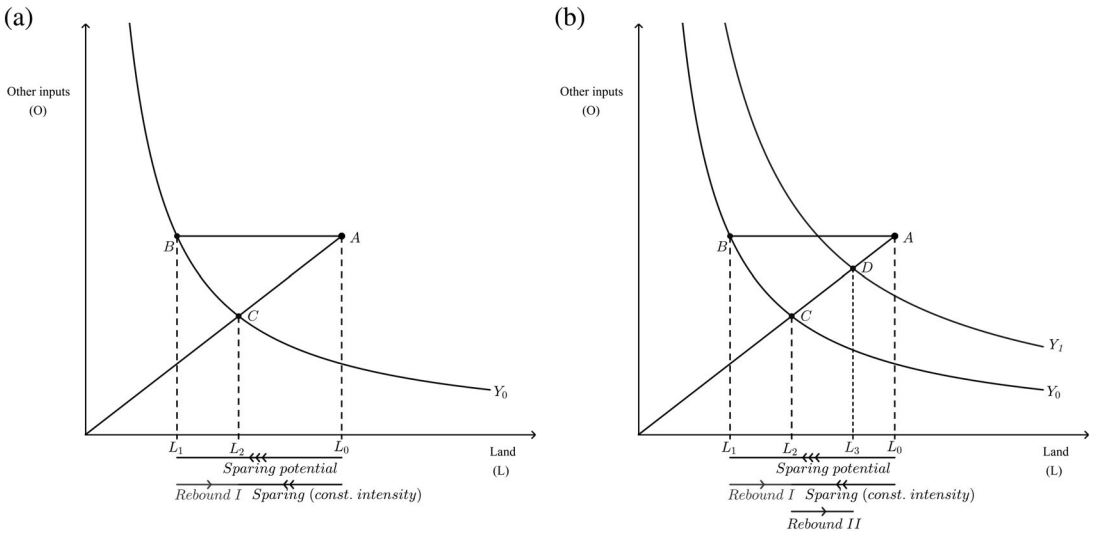 (a)
Other inputs
(O)
B
A
C
Y₀
L₁ L₂ L₀
Land
(L)
Sparing potential
Rebound I Sparing (const. intensity)
(b)
Other inputs
(O)
B
A
D
C
Y₁
Y₀
L₁ L₂ L₃ L₀
Land
(L)
Sparing potential
Rebound I Sparing (const. intensity)
Rebound II